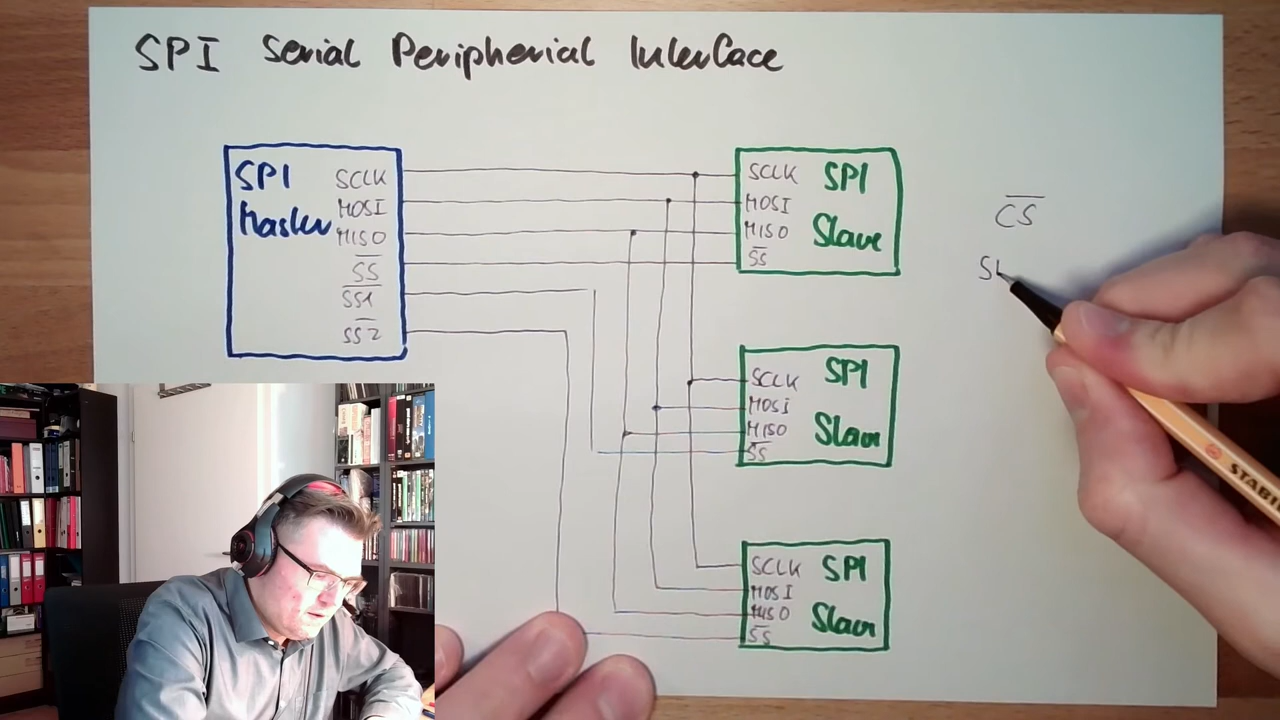 SPI Serial Peripherial Interface
SPI
Master
SCLK
MOSI
MISO
SS
SS1
SS2
SCLK SPI
MOSI
MISO Slave
SS
SCLK SPI
MOSI
MISO Slave
SS
SCLK SPI
MOSI
MISO Slave
SS
CS
STABIL